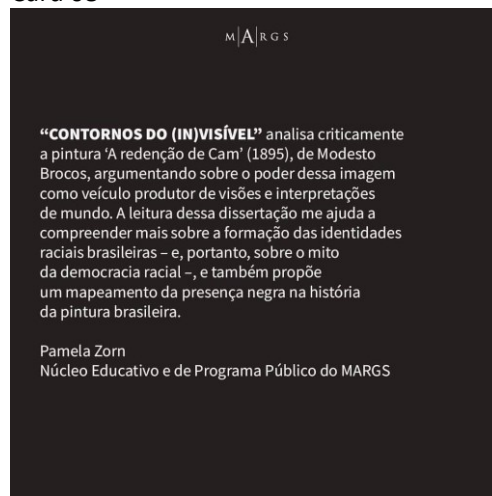 M|A|RGS
“CONTORNOS DO (IN)VISÍVEL” analisa criticamente
a pintura ‘A redenção de Cam’ (1895), de Modesto
Brocos, argumentando sobre o poder dessa imagem
como veículo produtor de visões e interpretações
de mundo. A leitura dessa dissertação me ajuda a
compreender mais sobre a formação das identidades
raciais brasileiras – e, portanto, sobre o mito
da democracia racial –, e também propõe
um mapeamento da presença negra na história
da pintura brasileira.
Pamela Zorn
Núcleo Educativo e de Programa Público do MARGS